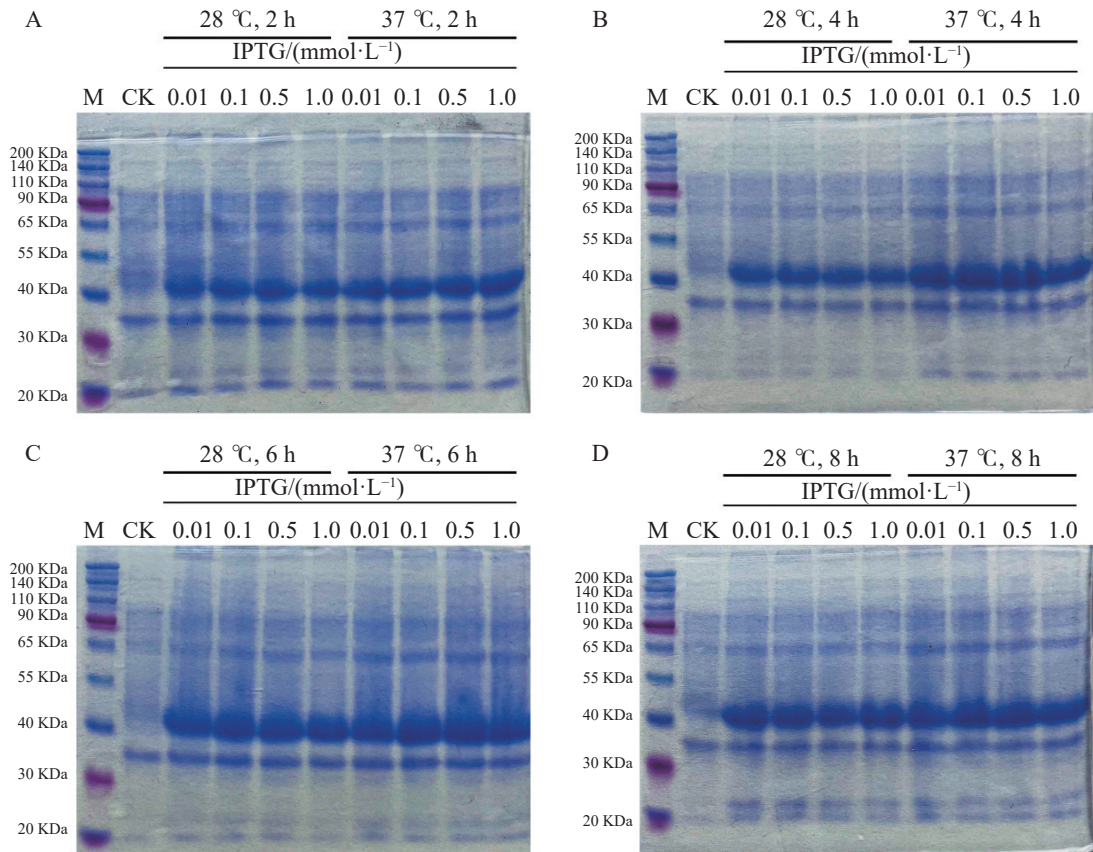 A
28 ℃, 2 h 37 ℃, 2 h
IPTG/(mmol·L⁻¹)
M CK 0.01 0.1 0.5 1.0 0.01 0.1 0.5 1.0
200 KDa
140 KDa
110 KDa
90 KDa
65 KDa
55 KDa
40 KDa
30 KDa
20 KDa
B
28 ℃, 4 h 37 ℃, 4 h
IPTG/(mmol·L⁻¹)
M CK 0.01 0.1 0.5 1.0 0.01 0.1 0.5 1.0
200 KDa
140 KDa
110 KDa
90 KDa
65 KDa
55 KDa
40 KDa
30 KDa
20 KDa
C
28 ℃, 6 h 37 ℃, 6 h
IPTG/(mmol·L⁻¹)
M CK 0.01 0.1 0.5 1.0 0.01 0.1 0.5 1.0
200 KDa
140 KDa
110 KDa
90 KDa
65 KDa
55 KDa
40 KDa
30 KDa
20 KDa
D
28 ℃, 8 h 37 ℃, 8 h
IPTG/(mmol·L⁻¹)
M CK 0.01 0.1 0.5 1.0 0.01 0.1 0.5 1.0
200 KDa
140 KDa
110 KDa
90 KDa
65 KDa
55 KDa
40 KDa
30 KDa
20 KDa